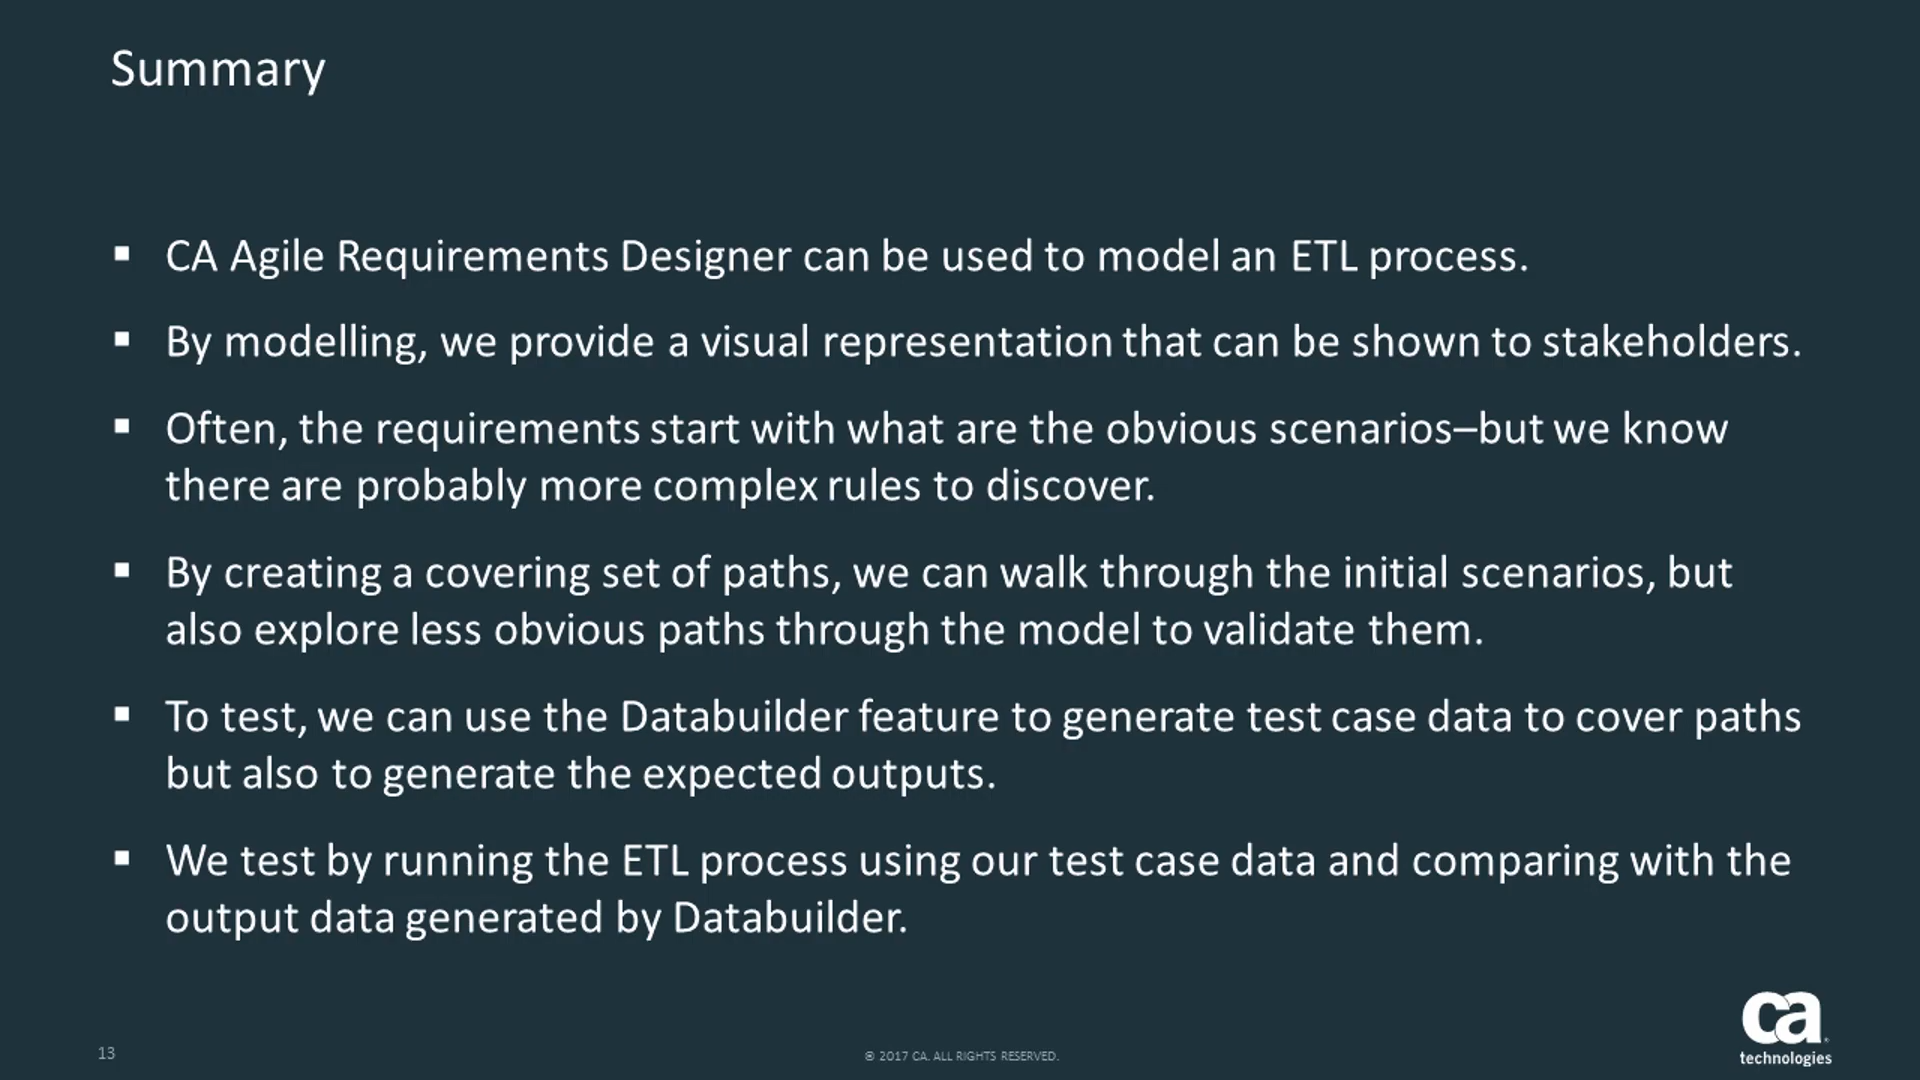 Summary
▪ CA Agile Requirements Designer can be used to model an ETL process.
▪ By modelling, we provide a visual representation that can be shown to stakeholders.
▪ Often, the requirements start with what are the obvious scenarios–but we know
there are probably more complex rules to discover.
▪ By creating a covering set of paths, we can walk through the initial scenarios, but
also explore less obvious paths through the model to validate them.
▪ To test, we can use the Databuilder feature to generate test case data to cover paths
but also to generate the expected outputs.
▪ We test by running the ETL process using our test case data and comparing with the
output data generated by Databuilder.
13
© 2017 CA. ALL RIGHTS RESERVED.
ca
technologies